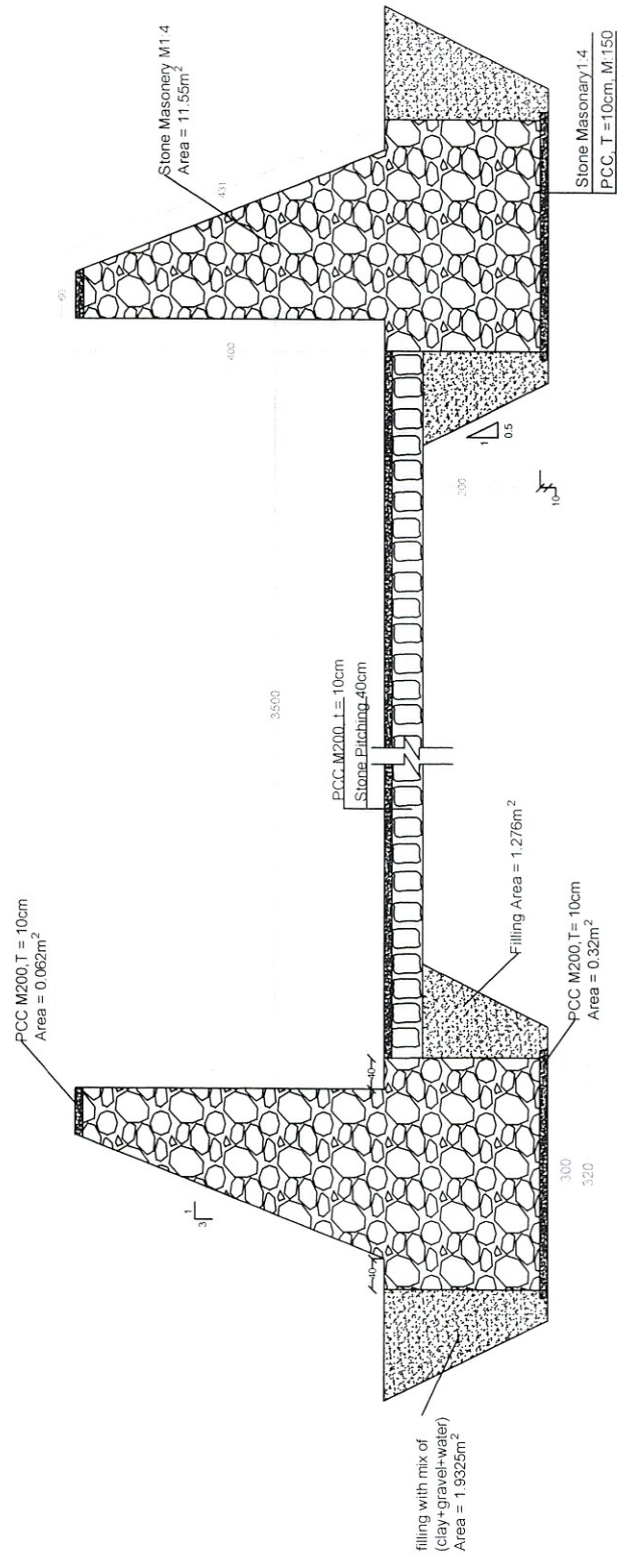 PCC M200,T = 10cm
Area = 0.062m²
Stone Masonery M1:4
Area = 11.55m²
60
431
400
3
1
3500
40
40
PCC M200, t = 10cm
Stone Pitching 40cm
1
0.5
200
10
filling with mix of
(clay+gravel+water)
Area = 1.9325m²
Filling Area = 1.276m²
300
320
PCC M200,T= 10cm
Area = 0.32m²
Stone Masonary1:4
PCC, T =10cm, M:150